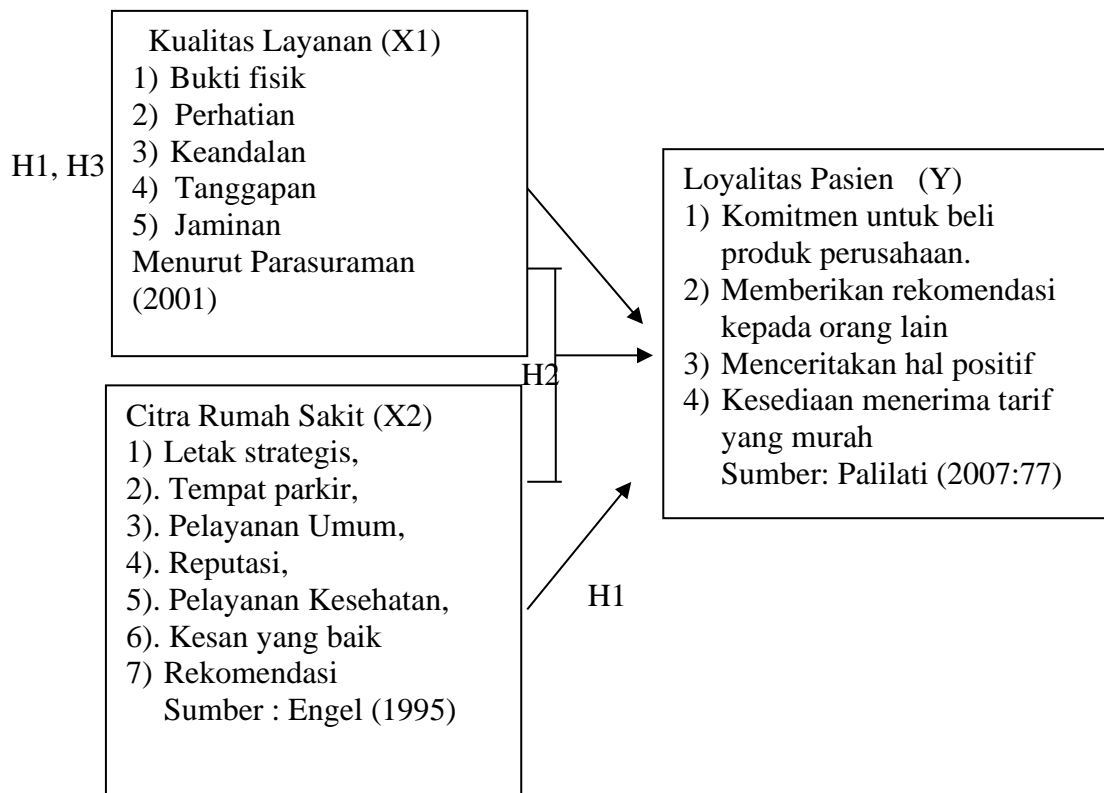 Kualitas Layanan (X1)
1) Bukti fisik
2) Perhatian
3) Keandalan
4) Tanggapan
5) Jaminan
Menurut Parasuraman
(2001)
H1, H3
Loyalitas Pasien (Y)
1) Komitmen untuk beli
produk perusahaan.
2) Memberikan rekomendasi
kepada orang lain
3) Menceritakan hal positif
4) Kesediaan menerima tarif
yang murah
Sumber: Palilati (2007:77)
H2
Citra Rumah Sakit (X2)
1) Letak strategis,
2). Tempat parkir,
3). Pelayanan Umum,
4). Reputasi,
5). Pelayanan Kesehatan,
6). Kesan yang baik
7) Rekomendasi
Sumber : Engel (1995)
H1